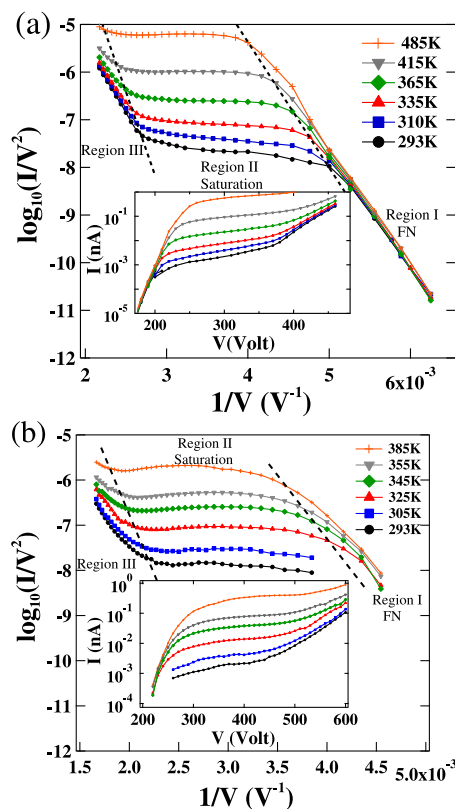 (a)
-5
-6
-7
-8
-9
-10
-11
-12
log10(I/V2)
485K
415K
365K
335K
310K
293K
Region III
Region II
Saturation
Region I
FN
I (nA)
10-1
10-3
10-5
200
300
400
V(Volt)
2
3
4
5
6x10-3
1/V (V-1)
(b)
-5
-6
-7
-8
-9
-10
-11
-12
log10(I/V2)
Region II
Saturation
385K
355K
345K
325K
305K
293K
Region III
Region I
FN
I (nA)
100
10-1
10-2
10-3
10-4
200
300
400
500
600
V (Volt)
1.5
2.0
2.5
3.0
3.5
4.0
4.5
5.0x10-3
1/V (V-1)